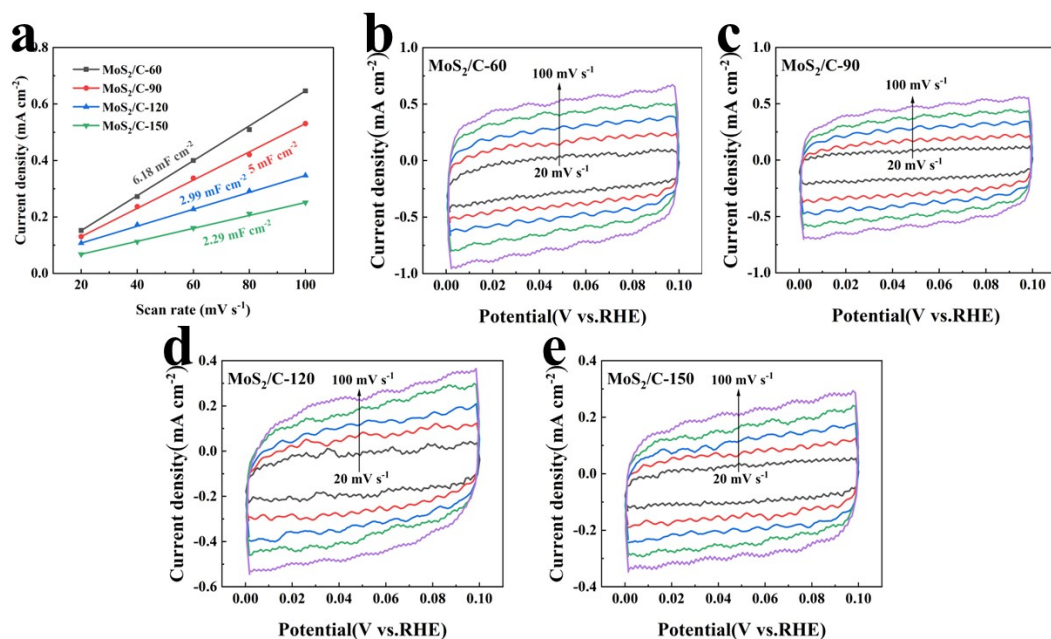 a
MoS₂/C-60
MoS₂/C-90
MoS₂/C-120
MoS₂/C-150
6.18 mF cm⁻²
5 mF cm⁻²
2.99 mF cm⁻²
2.29 mF cm⁻²
0.8
0.6
0.4
0.2
0.0
20 40 60 80 100
Current density(mA cm⁻²)
Scan rate (mV s⁻¹)
b
MoS₂/C-60
100 mV s⁻¹
20 mV s⁻¹
1.0
0.5
0.0
-0.5
-1.0
0.00 0.02 0.04 0.06 0.08 0.10
Current density(mA cm⁻²)
Potential(V vs.RHE)
c
MoS₂/C-90
100 mV s⁻¹
20 mV s⁻¹
1.0
0.5
0.0
-0.5
-1.0
0.00 0.02 0.04 0.06 0.08 0.10
Current density(mA cm⁻²)
Potential(V vs.RHE)
d
MoS₂/C-120
100 mV s⁻¹
20 mV s⁻¹
0.4
0.2
0.0
-0.2
-0.4
-0.6
0.00 0.02 0.04 0.06 0.08 0.10
Current density(mA cm⁻²)
Potential(V vs.RHE)
e
MoS₂/C-150
100 mV s⁻¹
20 mV s⁻¹
0.4
0.2
0.0
-0.2
-0.4
0.00 0.02 0.04 0.06 0.08 0.10
Current density(mA cm⁻²)
Potential(V vs.RHE)